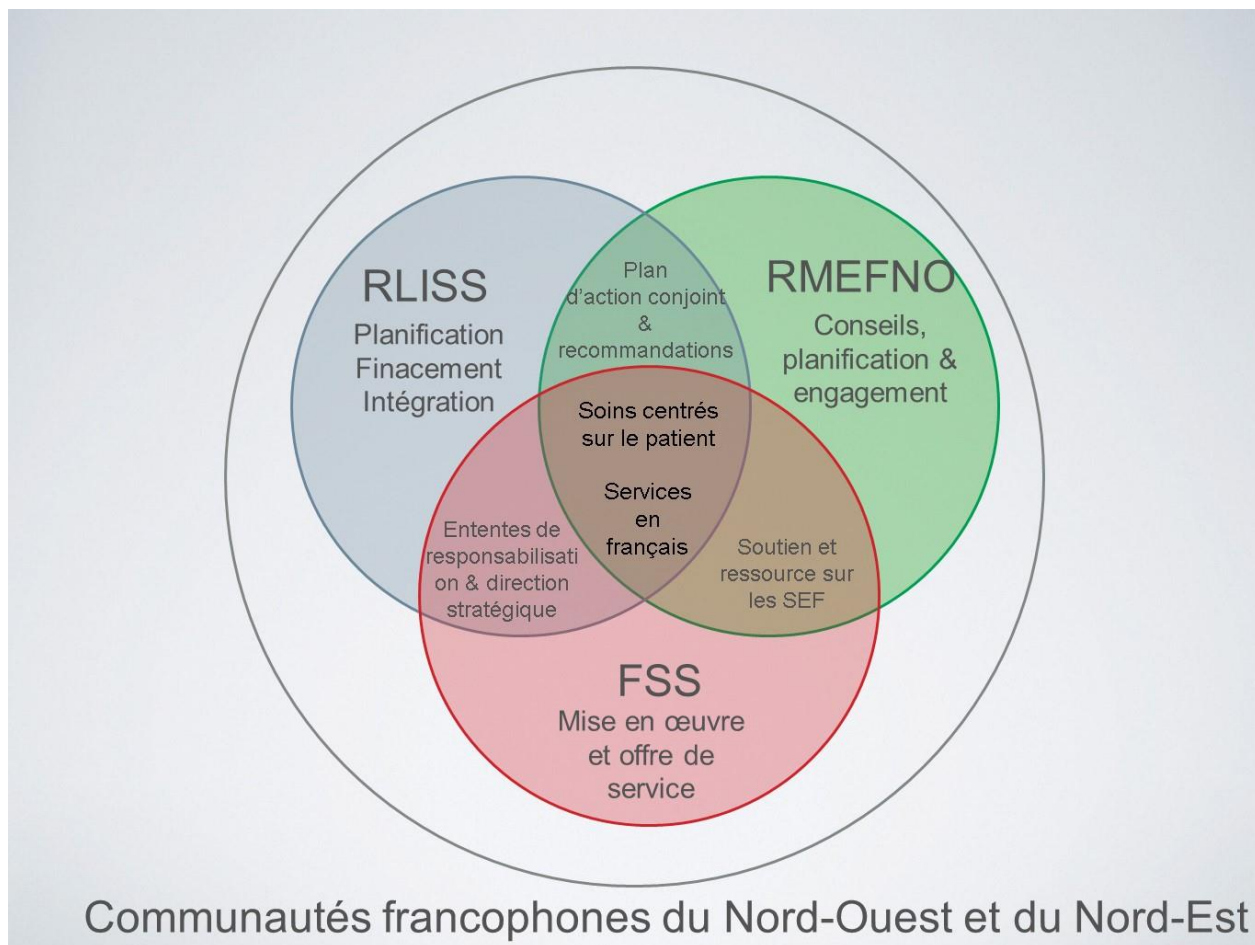 RLISS
Planification
Finacement
Intégration
Plan
d'action conjoint
&
recommandations
RMEFNO
Conseils,
planification &
engagement
Soins centrés
sur le patient
Services
en
français
Ententes de
responsabilisati
on & direction
stratégique
Soutien et
ressource sur
les SEF
FSS
Mise en œuvre
et offre de
service
Communautés francophones du Nord-Ouest et du Nord-Est